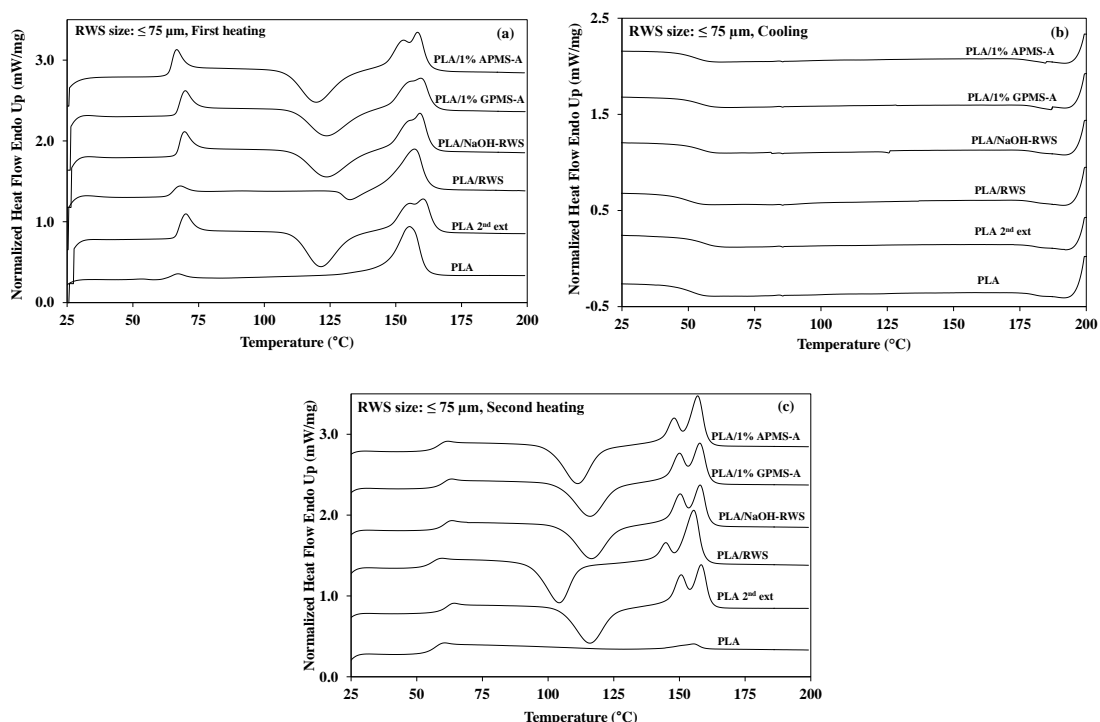 RWS size: ≤ 75 µm, First heating
(a)
Normalized Heat Flow Endo Up (mW/mg)
3.0
2.0
1.0
0.0
PLA/1% APMS-A
PLA/1% GPMS-A
PLA/NaOH-RWS
PLA/RWS
PLA 2nd ext
PLA
25 50 75 100 125 150 175 200
Temperature (°C)
RWS size: ≤ 75 µm, Cooling
(b)
Normalized Heat Flow Endo Up (mW/mg)
2.5
1.5
0.5
-0.5
PLA/1% APMS-A
PLA/1% GPMS-A
PLA/NaOH-RWS
PLA/RWS
PLA 2nd ext
PLA
25 50 75 100 125 150 175 200
Temperature (°C)
RWS size: ≤ 75 µm, Second heating
(c)
Normalized Heat Flow Endo Up (mW/mg)
3.0
2.0
1.0
0.0
PLA/1% APMS-A
PLA/1% GPMS-A
PLA/NaOH-RWS
PLA/RWS
PLA 2nd ext
PLA
25 50 75 100 125 150 175 200
Temperature (°C)